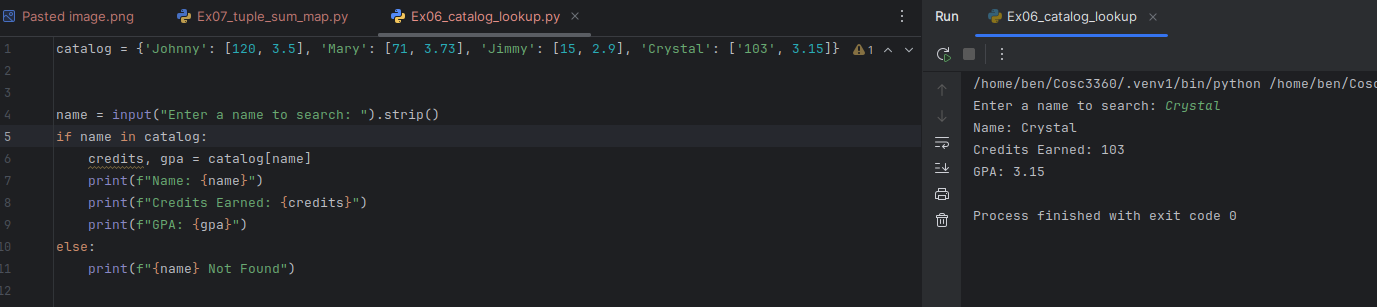 Pasted image.png
Ex07_tuple_sum_map.py
Ex06_catalog_lookup.py
1 catalog = {'Johnny': [120, 3.5], 'Mary': [71, 3.73], 'Jimmy': [15, 2.9], 'Crystal': ['103', 3.15]} 1
2
3
4 name = input("Enter a name to search: ").strip()
5 if name in catalog:
6 credits, gpa = catalog[name]
7 print(f"Name: {name}")
8 print(f"Credits Earned: {credits}")
9 print(f"GPA: {gpa}")
10 else:
11 print(f"{name} Not Found")
12
Run Ex06_catalog_lookup
/home/ben/Cosc3360/.venv1/bin/python /home/ben/Cosc
Enter a name to search: Crystal
Name: Crystal
Credits Earned: 103
GPA: 3.15
Process finished with exit code 0